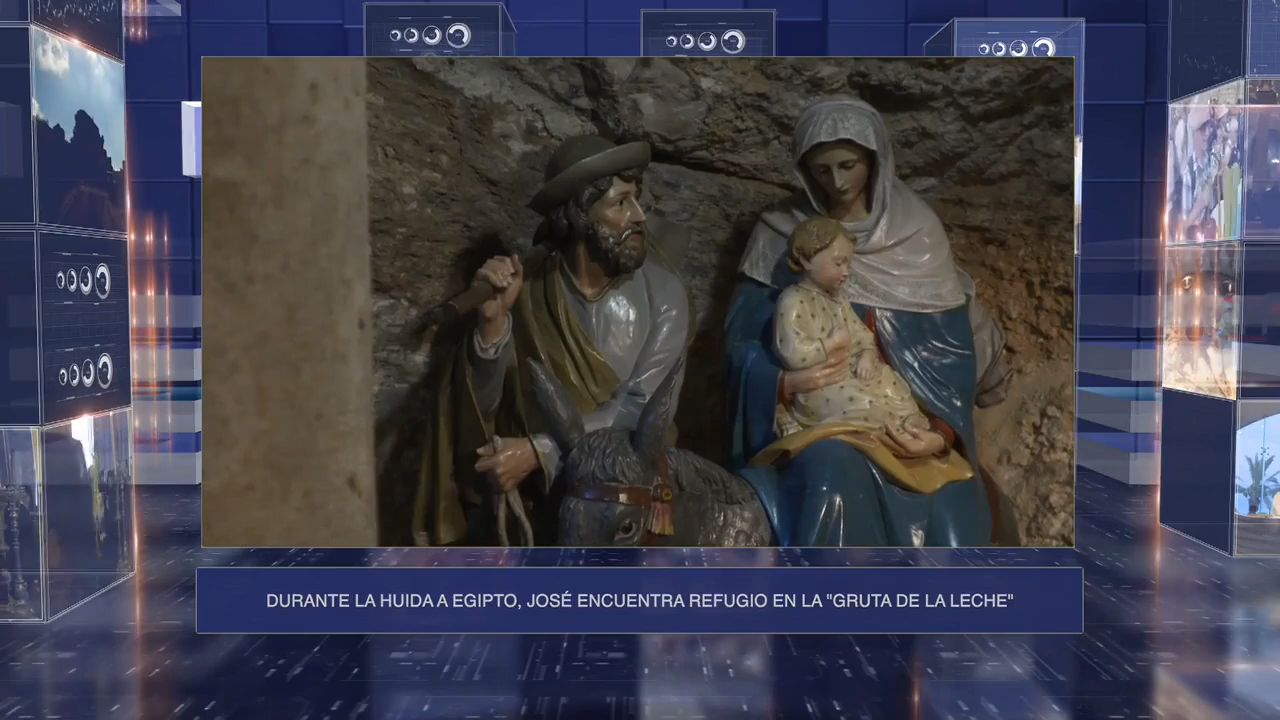 DURANTE LA HUIDA A EGIPTO, JOSÉ ENCUENTRA REFUGIO EN LA "GRUTA DE LA LECHE"